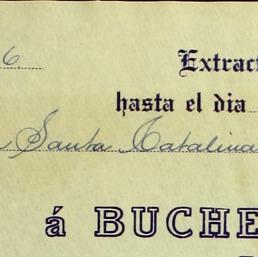 6
Extract
hasta el dia
Santa Catalina
á BUCHE